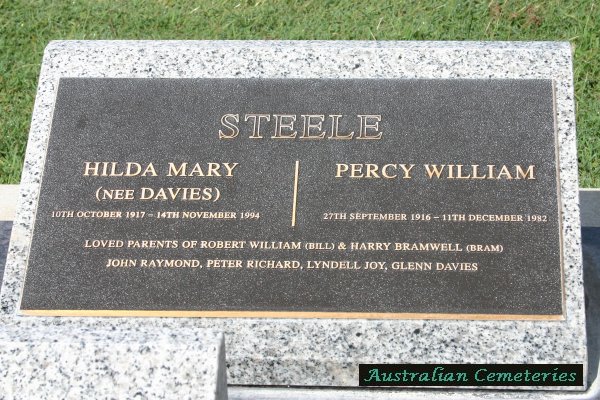 STEELE
HILDA MARY
(NEE DAVIES)
10TH OCTOBER 1917 – 14TH NOVEMBER 1994
PERCY WILLIAM
27TH SEPTEMBER 1916 – 11TH DECEMBER 1982
LOVED PARENTS OF ROBERT WILLIAM (BILL) & HARRY BRAMWELL (BRAM)
JOHN RAYMOND, PETER RICHARD, LYNDELL JOY, GLENN DAVIES
Australian Cemeteries